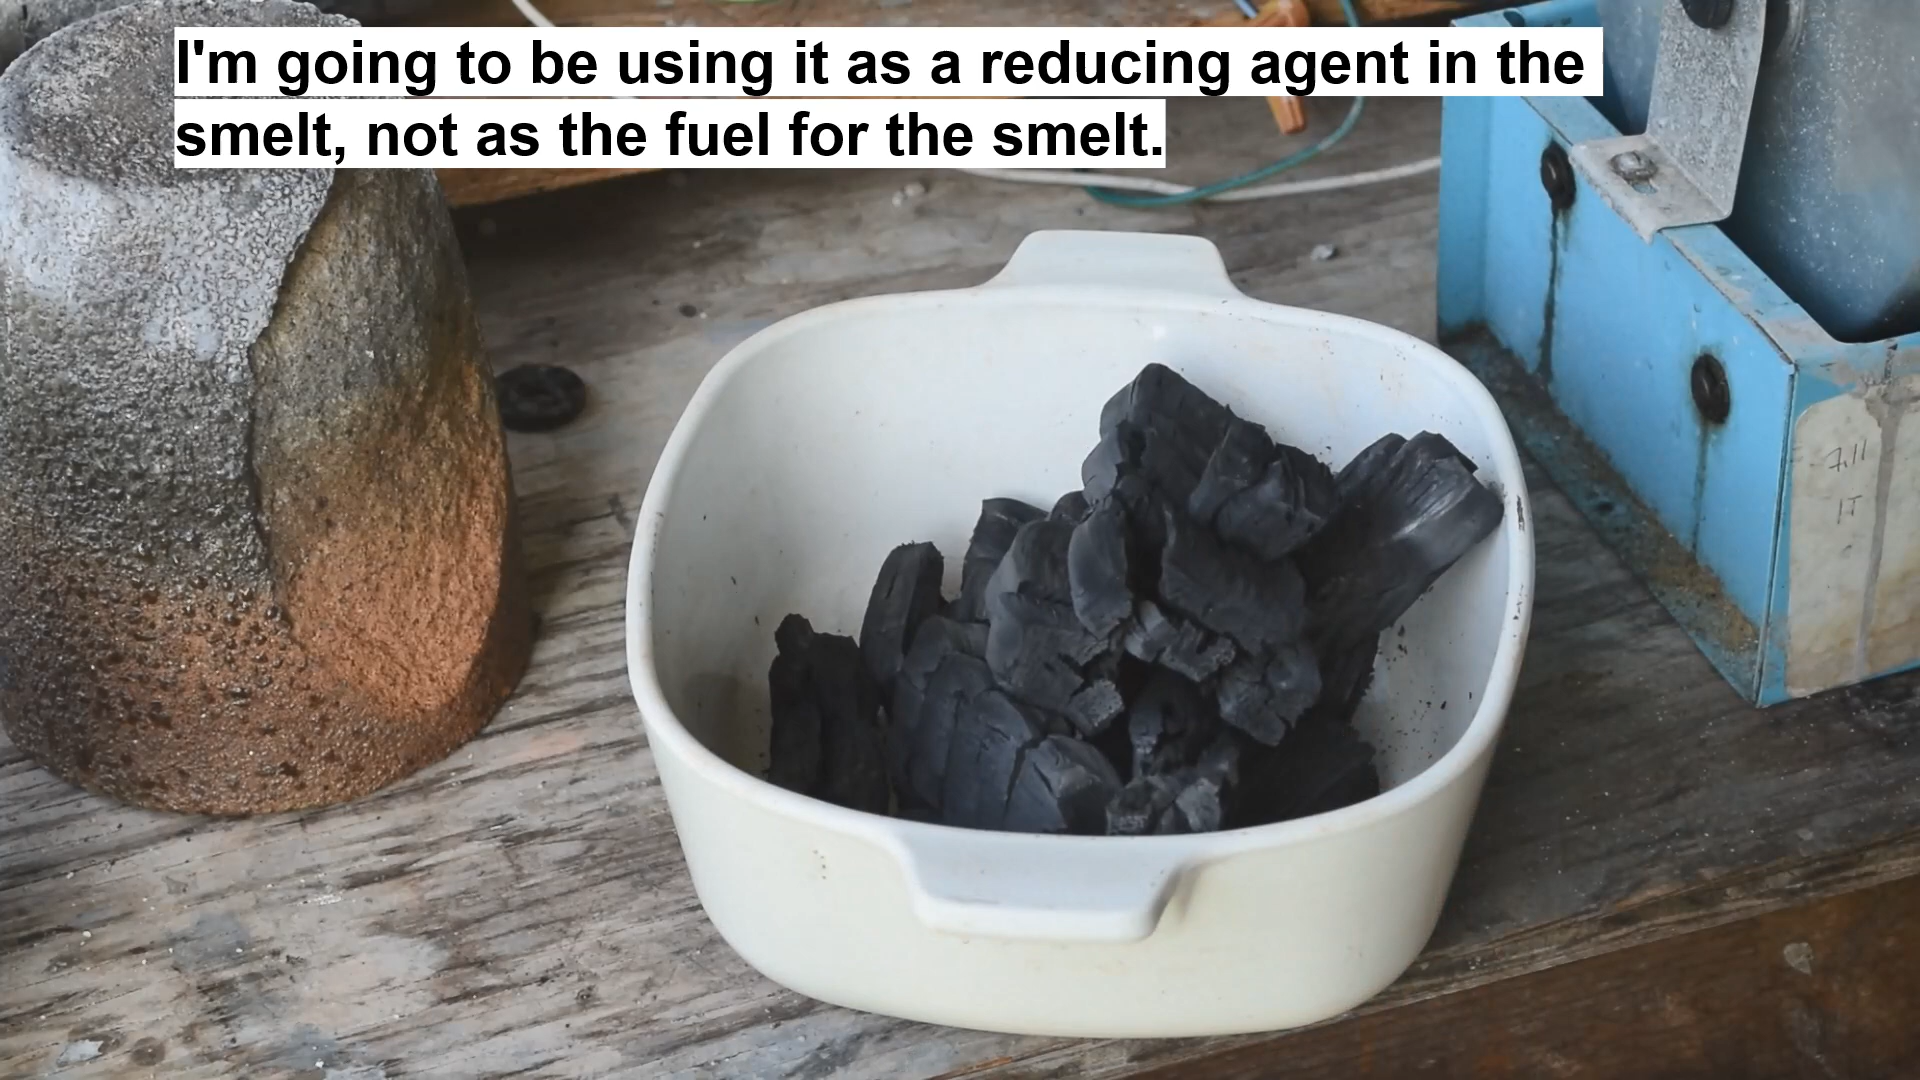 I'm going to be using it as a reducing agent in the
smelt, not as the fuel for the smelt.